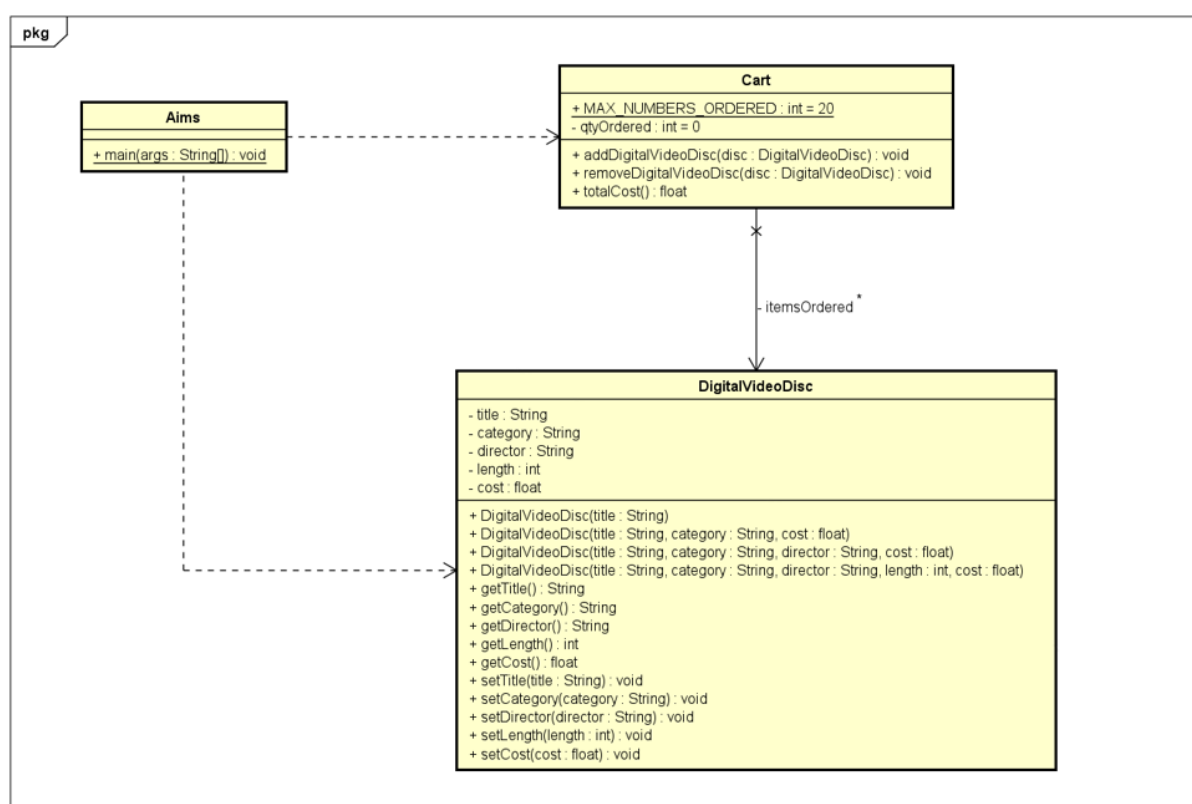 pkg
Aims
+ main(args : String[]) : void
Cart
+ MAX_NUMBERS_ORDERED : int = 20
- qtyOrdered : int = 0
+ addDigitalVideoDisc(disc : DigitalVideoDisc) : void
+ removeDigitalVideoDisc(disc : DigitalVideoDisc) : void
+ totalCost() : float
- itemsOrdered *
DigitalVideoDisc
- title : String
- category : String
- director : String
- length : int
- cost : float
+ DigitalVideoDisc(title : String)
+ DigitalVideoDisc(title : String, category : String, cost : float)
+ DigitalVideoDisc(title : String, category : String, director : String, cost : float)
+ DigitalVideoDisc(title : String, category : String, director : String, length : int, cost : float)
+ getTitle() : String
+ getCategory() : String
+ getDirector() : String
+ getLength() : int
+ getCost() : float
+ setTitle(title : String) : void
+ setCategory(category : String) : void
+ setDirector(director : String) : void
+ setLength(length : int) : void
+ setCost(cost : float) : void